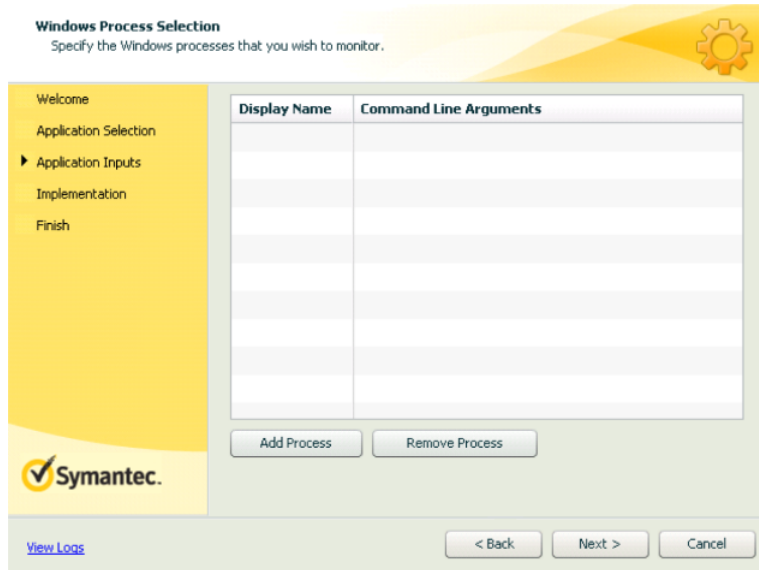 Windows Process Selection
Specify the Windows processes that you wish to monitor.
Welcome
Application Selection
Application Inputs
Implementation
Finish
Display Name Command Line Arguments
Add Process Remove Process
Symantec.
View Logs
< Back Next > Cancel